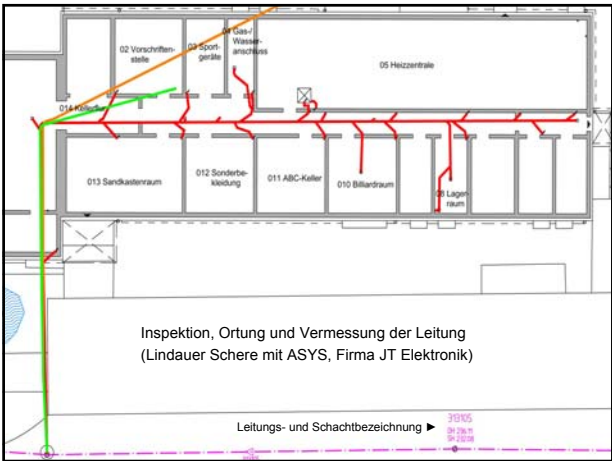 04 Gas-/
Wasser-
anschluss
02 Vorschriften-
stelle
03 Sport-
geräte
05 Heizzentrale
014 Kellerflur
013 Sandkastenraum
012 Sonderbe-
kleidung
011 ABC-Keller
010 Billiardraum
08 Lager-
raum
Inspektion, Ortung und Vermessung der Leitung
(Lindauer Schere mit ASYS, Firma JT Elektronik)
Leitungs- und Schachtbezeichnung ►
313105